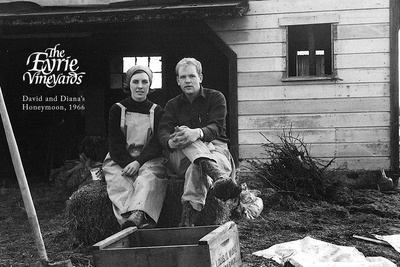 The
Eyrie
Vineyards
David and Diana's
Honeymoon, 1966